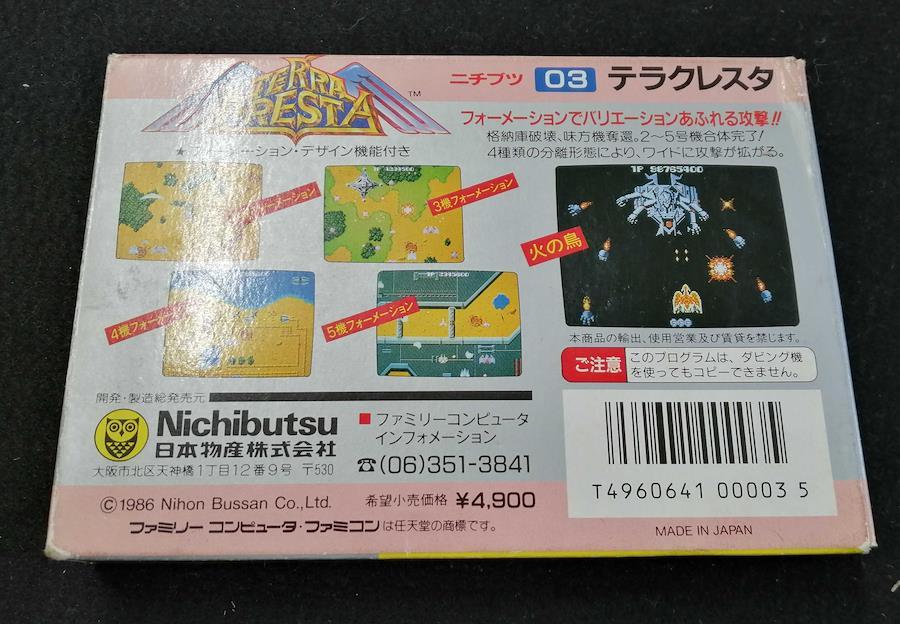 TERRA CRESTA
TM
ニチブツ 03 テラクレスタ
フォーメーションでバリエーションあふれる攻撃!!
格納庫破壊、味方機奪還。2〜5号機合体完了!
4種類の分離形態により、ワイドに攻撃が拡がる。
★フォーメーション・デザイン機能付き
フォーメーション
3機フォーメーション
4機フォーメーション
5機フォーメーション
火の鳥
1P 98765400
本商品の輸出、使用営業及び賃貸を禁じます。
ご注意
このプログラムは、ダビング機
を使ってもコピーできません。
開発・製造総発売元
Nichibutsu
日本物産株式会社
大阪市北区天神橋1丁目12番9号 〒530
■ファミリーコンピュータ
インフォメーション
☎(06)351-3841
©1986 Nihon Bussan Co.,Ltd.
希望小売価格 ¥4,900
ファミリーコンピュータ・ファミコンは任天堂の商標です。
T4960641 00003 5
MADE IN JAPAN